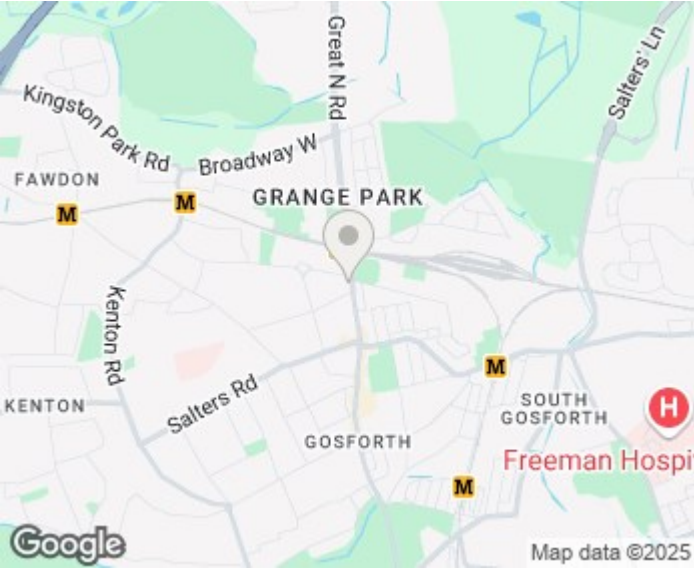 Great N Rd
Salters' Ln
Kingston Park Rd
Broadway W
FAWDON
M
M
GRANGE PARK
Kenton Rd
M
KENTON
Salters Rd
SOUTH
GOSFORTH
H
GOSFORTH
Freeman Hospi
M
Google
Map data ©2025